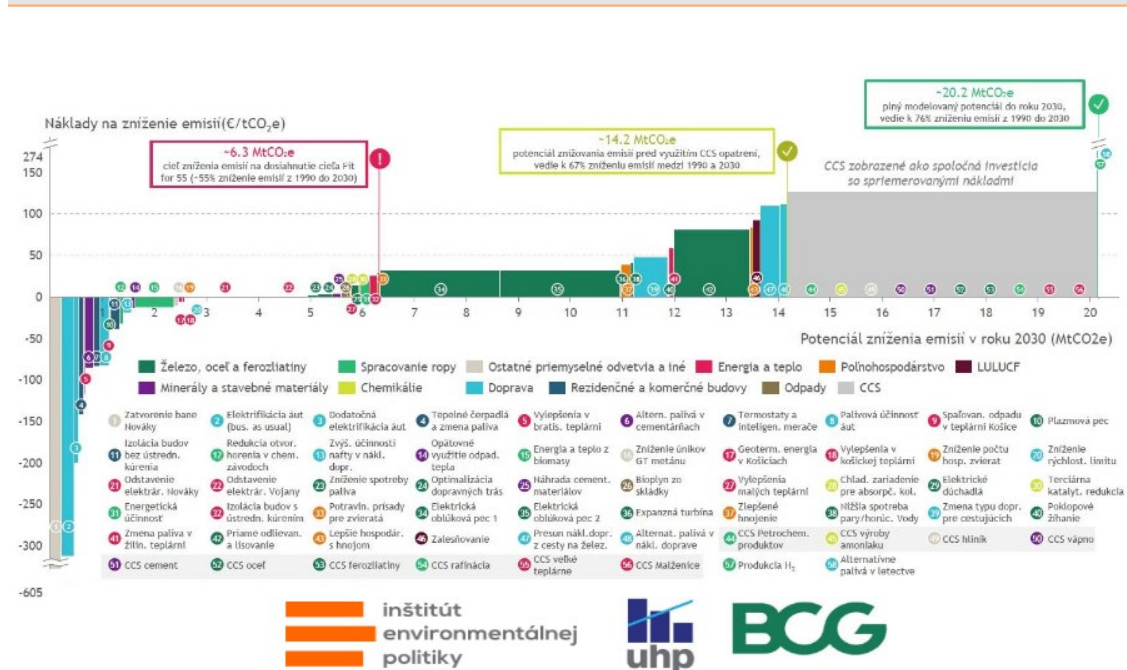 ~20.2 MtCO₂e
plný modelovaný potenciál do roku 2030,
vedie k 76% zníženiu emisií z 1990 do 2030
Náklady na zníženie emisií(€/tCO₂e)
~6.3 MtCO₂e
cieľ zníženia emisií na dosiahnutie cieľa Fit
for 55 (~55% zníženie emisií z 1990 do 2030)
~14.2 MtCO₂e
potenciál znižovania emisií pred využitím CCS opatrení,
vedie k 67% zníženiu emisií medzi 1990 a 2030
CCS zobrazené ako spoločná investícia
so spriemerovanými nákladmi
274
150
100
50
0
-50
-100
-150
-200
-250
-300
-605
2 3 4 5 6 7 8 9 10 11 12 13 14 15 16 17 18 19 20
Potenciál zníženia emisií v roku 2030 (MtCO2e)
Železo, oceľ a ferozliatiny
Spracovanie ropy
Ostatné priemyselné odvetvia a iné
Energia a teplo
Poľnohospodárstvo
LULUCF
Minerály a stavebné materiály
Chemikálie
Doprava
Rezidenčné a komerčné budovy
Odpady
CCS
1 Zatvorenie bane
Nováky
2 Elektrifikácia áut
(bus. as usual)
3 Dodatočná
elektrifikácia áut
4 Tepelné čerpadlá
a zmena paliva
5 Vylepšenia v
bratis. teplární
6 Altern. palivá v
cementárňach
7 Termostaty a
inteligen. merače
8 Palivová účinnosť
áut
9 Spaľovan. odpadu
v teplární Košice
10 Plazmová pec
11 Izolácia budov
bez ústredn.
kúrenia
12 Redukcia otvor.
horenia v chem.
závodoch
13 Zvýš. účinnosti
nafty v nákl.
dopr.
14 Opätovné
využitie odpad.
tepla
15 Energia a teplo z
biomasy
16 Zníženie únikov
GT metánu
17 Geoterm. energia
v Košiciach
18 Vylepšenia v
košickej teplární
19 Zníženie počtu
hosp. zvierat
20 Zníženie
rýchlost. limitu
21 Odstavenie
elektrár. Nováky
22 Odstavenie
elektrár. Vojany
23 Zníženie spotreby
paliva
24 Optimalizácia
dopravných trás
25 Náhrada cement.
materiálov
26 Bioplyn zo
skládky
27 Vylepšenia
malých teplární
28 Chlad. zariadenie
pre absorpč. kol.
29 Elektrické
dúchadlá
30 Terciárna
katalyt. redukcia
31 Energetická
účinnosť
32 Izolácia budov s
ústredn. kúrením
33 Potravin. prísady
pre zvieratá
34 Elektrická
oblúková pec 1
35 Elektrická
oblúková pec 2
36 Expanzná turbína
37 Zlepšené
hnojenie
38 Nižšia spotreba
pary/horúc. Vody
39 Zmena typu dopr.
pre cestujúcich
40 Poklopové
žíhanie
41 Zmena paliva v
žilin. teplární
42 Priame odlievan.
a lisovanie
43 Lepšie hospodár.
s hnojom
46 Zalesňovanie
47 Presun nákl.dopr.
z cesty na želez.
48 Alternat. palivá v
nákl. doprave
44 CCS Petrochem.
produktov
45 CCS výroby
amoniaku
49 CCS hliník
50 CCS vápno
51 CCS cement
52 CCS oceľ
53 CCS ferozliatiny
54 CCS rafinácia
55 CCS veľké
teplárne
56 CCS Malženice
57 Produkcia H₂
58 Alternatívne
palivá v letectve
inštitút
environmentálnej
politiky
uhp
BCG